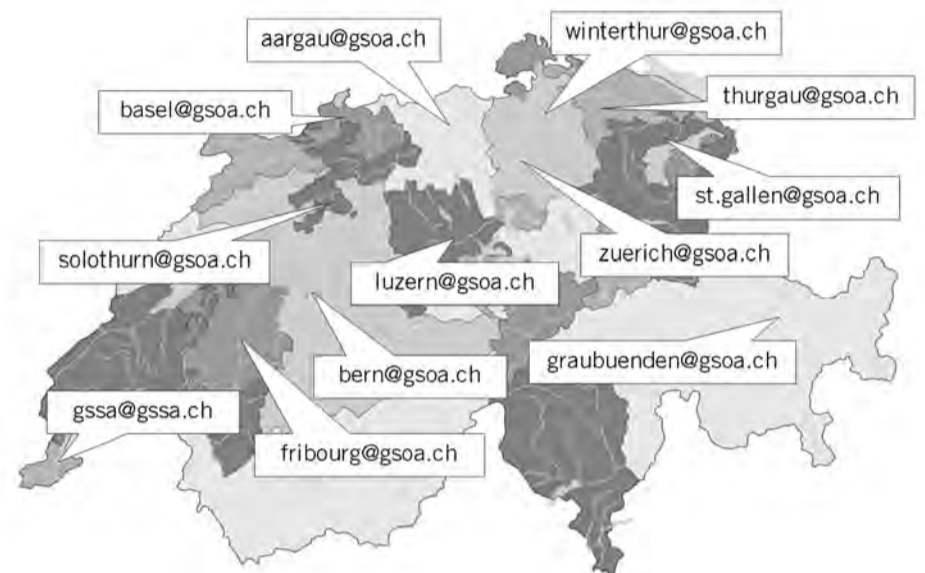 winterthur@gsoa.ch
aargau@gsoa.ch
thurgau@gsoa.ch
basel@gsoa.ch
st.gallen@gsoa.ch
solothurn@gsoa.ch
zuerich@gsoa.ch
luzern@gsoa.ch
graubuenden@gsoa.ch
bern@gsoa.ch
gssa@gssa.ch
fribourg@gsoa.ch